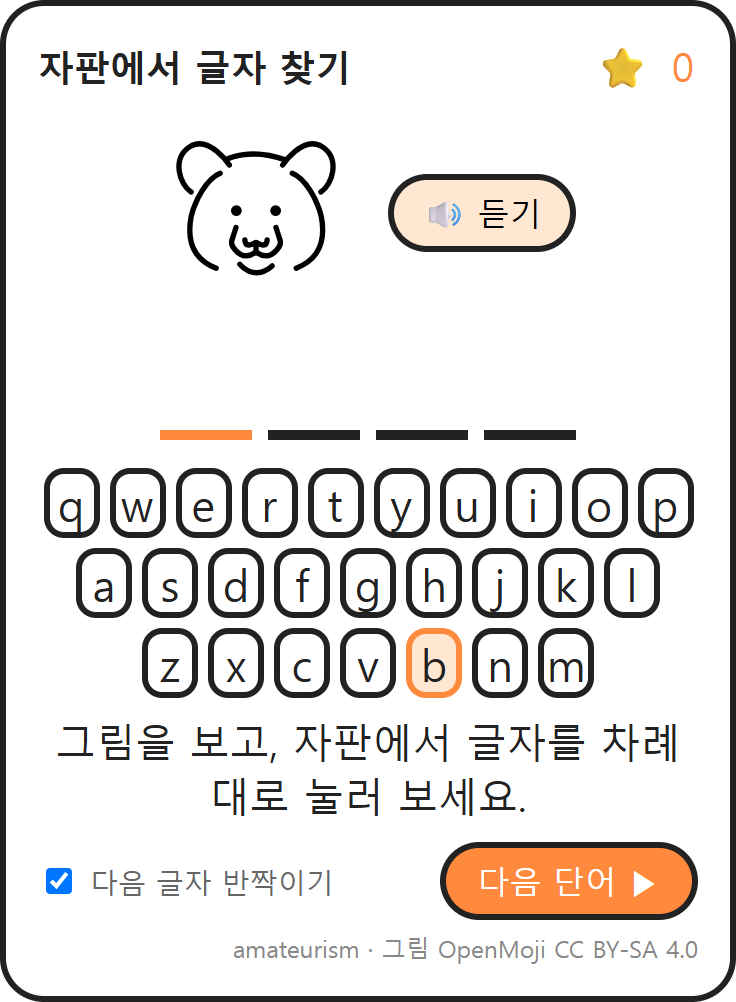 자판에서 글자 찾기
0
듣기
q w e r t y u i o p
a s d f g h j k l
z x c v b n m
그림을 보고, 자판에서 글자를 차례
대로 눌러 보세요.
다음 글자 반짝이기
다음 단어 ▶
amateurism · 그림 OpenMoji CC BY-SA 4.0